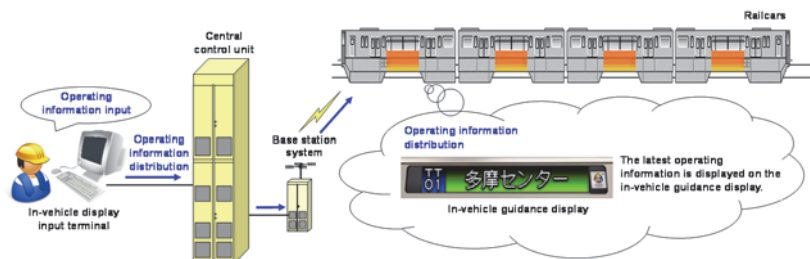 Railcars
Central
control unit
Operating
information input
Operating
information
distribution
Base station
system
In-vehicle display
input terminal
Operating information
distribution
TT
01
多摩センター
In-vehicle guidance display
The latest operating
information is displayed on the
in-vehicle guidance display.